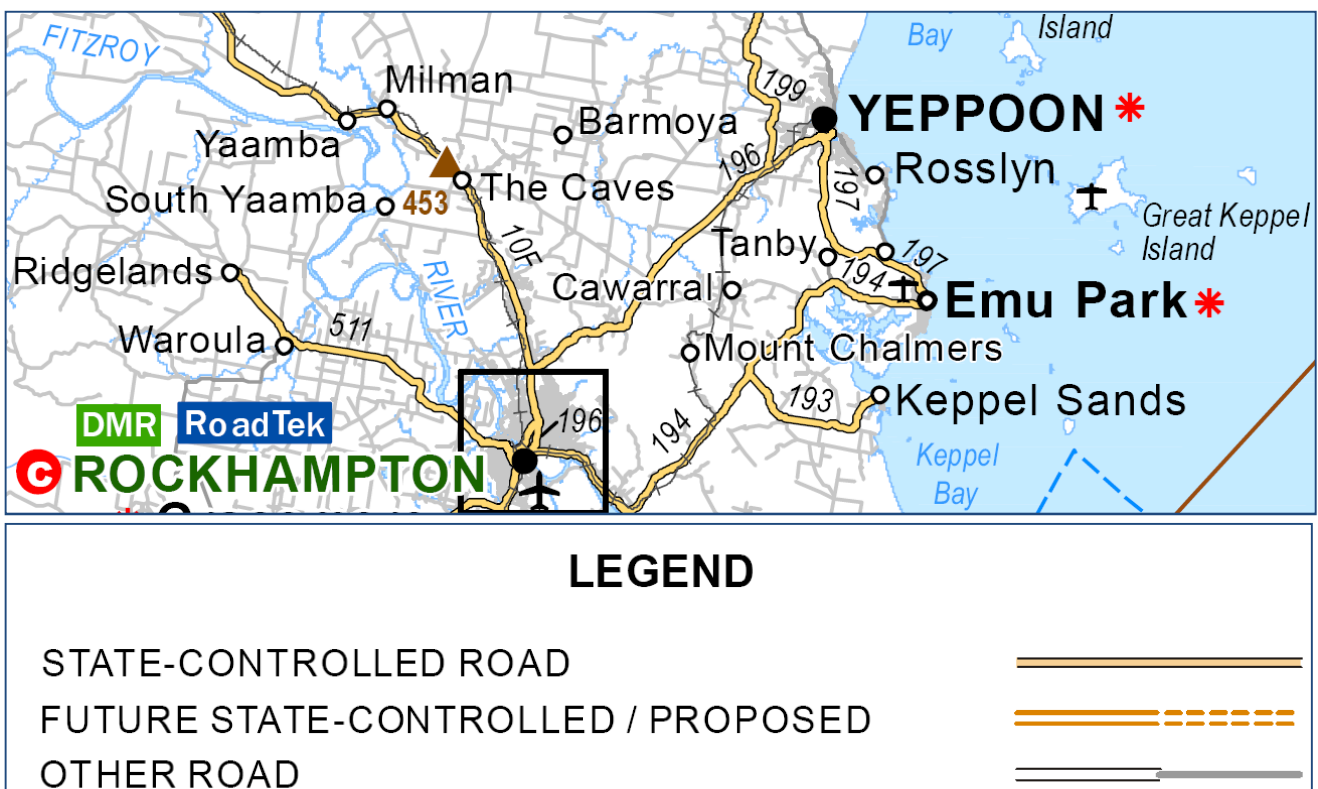 FITZROY
Bay
Island
Milman
199
YEPPOON
Barmoya
Yaamba
196
Rosslyn
197
The Caves
South Yaamba
453
Great Keppel
Island
10F
Tanby
197
Ridgelands
RIVER
194
Cawarral
Emu Park
511
Waroula
Mount Chalmers
193
Keppel Sands
DMR
RoadTek
196
194
Keppel
Bay
C
ROCKHAMPTON
LEGEND
STATE-CONTROLLED ROAD
FUTURE STATE-CONTROLLED / PROPOSED
OTHER ROAD